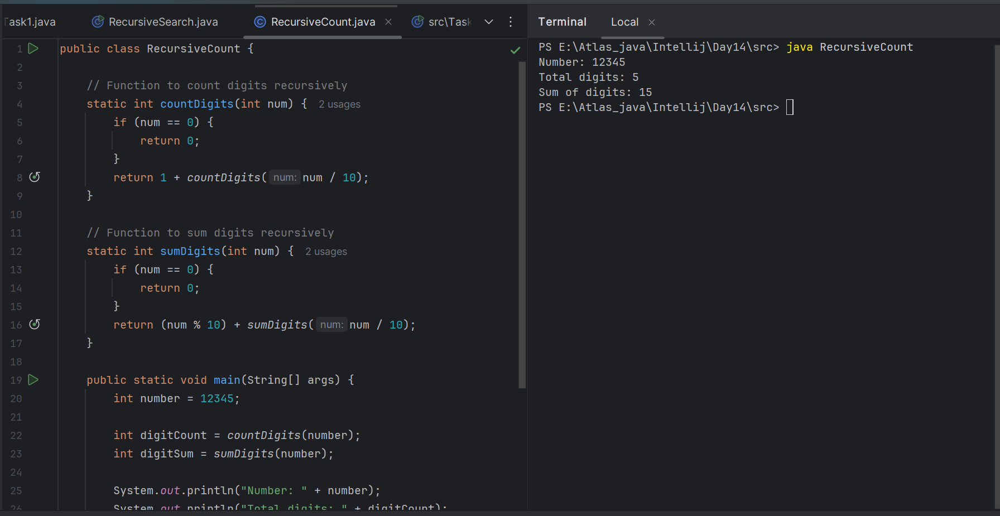 Task1.java RecursiveSearch.java RecursiveCount.java src\Task
1 public class RecursiveCount {
2
3 // Function to count digits recursively
4 static int countDigits(int num) { 2 usages
5 if (num == 0) {
6 return 0;
7 }
8 return 1 + countDigits( num: num / 10);
9 }
10
11 // Function to sum digits recursively
12 static int sumDigits(int num) { 2 usages
13 if (num == 0) {
14 return 0;
15 }
16 return (num % 10) + sumDigits( num: num / 10);
17 }
18
19 public static void main(String[] args) {
20 int number = 12345;
21
22 int digitCount = countDigits(number);
23 int digitSum = sumDigits(number);
24
25 System.out.println("Number: " + number);
26 System.out.println("Total digits: " + digitCount);
Terminal Local
PS E:\Atlas_java\Intellij\Day14\src> java RecursiveCount
Number: 12345
Total digits: 5
Sum of digits: 15
PS E:\Atlas_java\Intellij\Day14\src>